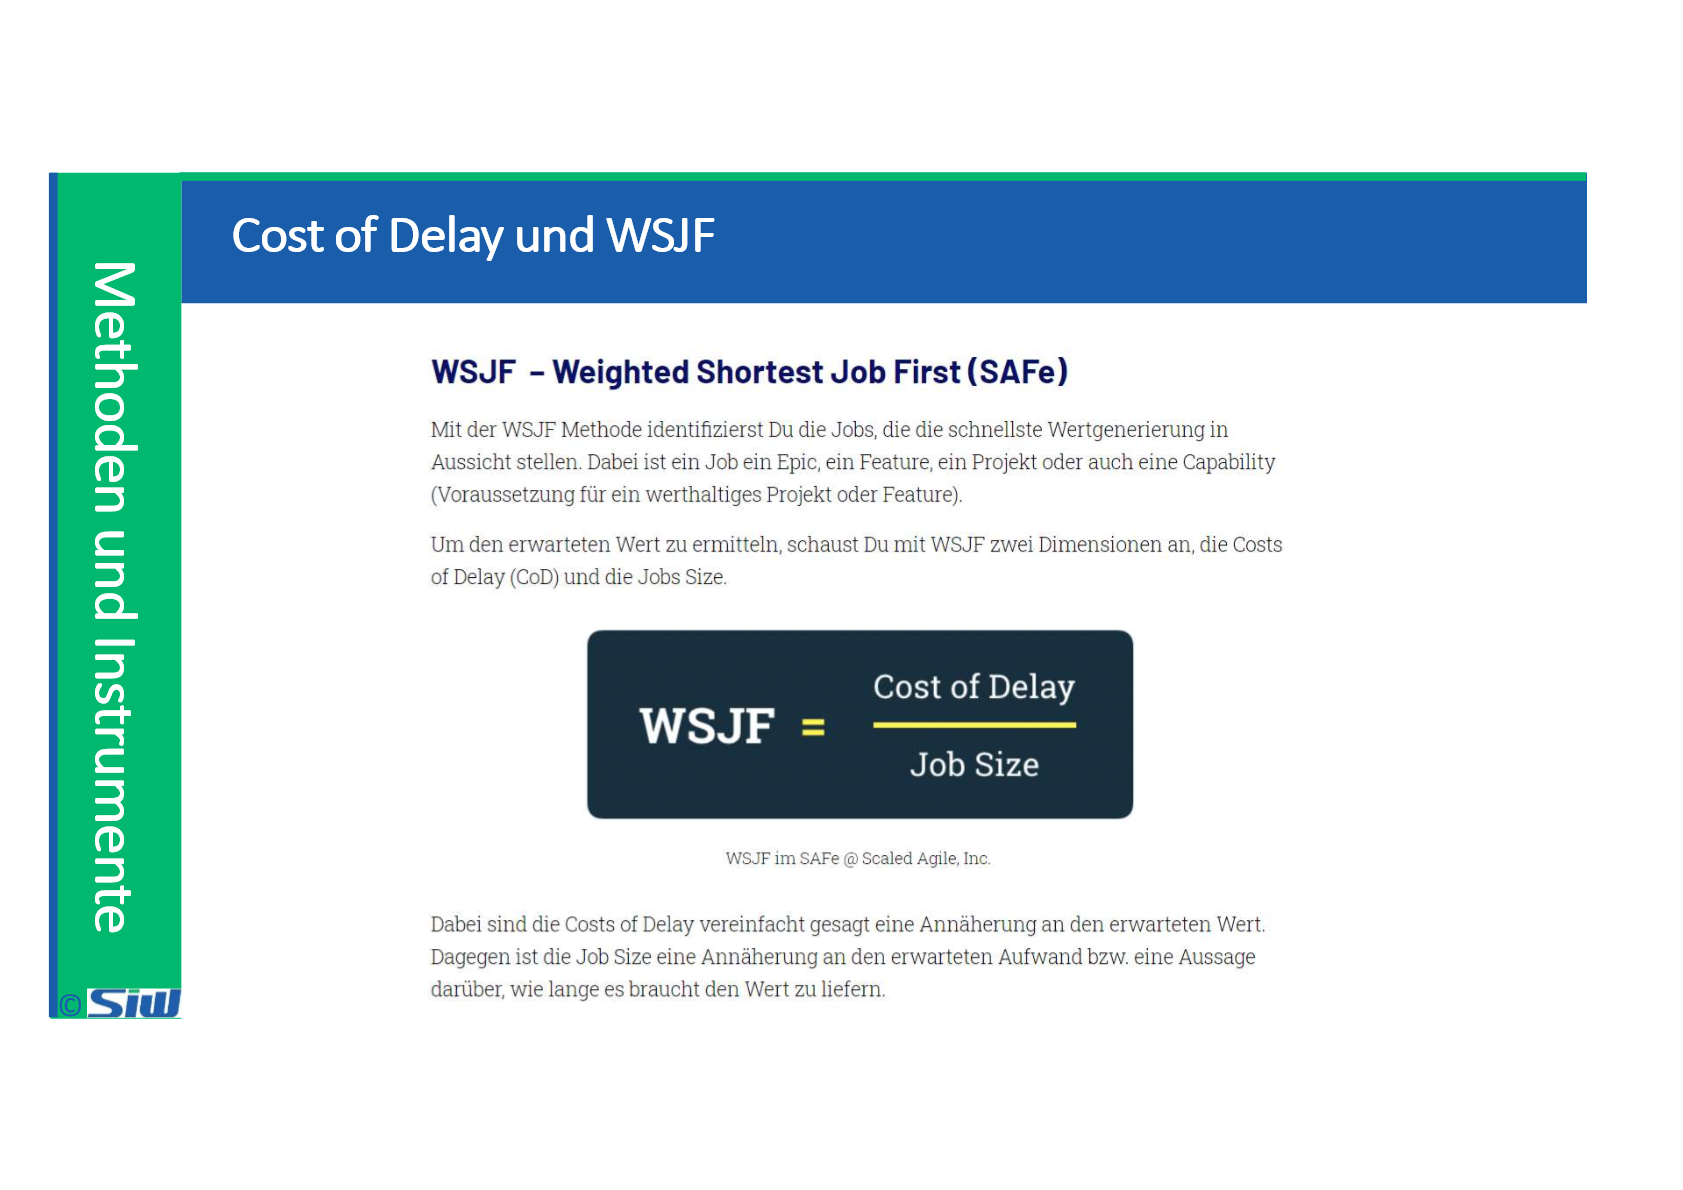 Cost of Delay und WSJF
Methoden und Instrumente
© SiW
WSJF – Weighted Shortest Job First (SAFe)
Mit der WSJF Methode identifizierst Du die Jobs, die die schnellste Wertgenerierung in
Aussicht stellen. Dabei ist ein Job ein Epic, ein Feature, ein Projekt oder auch eine Capability
(Voraussetzung für ein werthaltiges Projekt oder Feature).
Um den erwarteten Wert zu ermitteln, schaust Du mit WSJF zwei Dimensionen an, die Costs
of Delay (CoD) und die Jobs Size.
WSJF =
Cost of Delay
Job Size
WSJF im SAFe @ Scaled Agile, Inc.
Dabei sind die Costs of Delay vereinfacht gesagt eine Annäherung an den erwarteten Wert.
Dagegen ist die Job Size eine Annäherung an den erwarteten Aufwand bzw. eine Aussage
darüber, wie lange es braucht den Wert zu liefern.